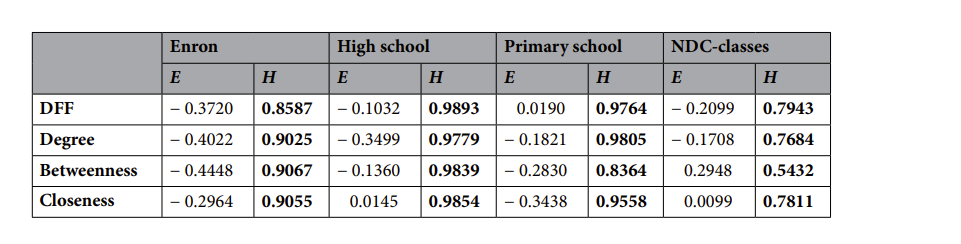 Enron High school Primary school NDC-classes
E H E H E H E H
DFF − 0.3720 0.8587 − 0.1032 0.9893 0.0190 0.9764 − 0.2099 0.7943
Degree − 0.4022 0.9025 − 0.3499 0.9779 − 0.1821 0.9805 − 0.1708 0.7684
Betweenness − 0.4448 0.9067 − 0.1360 0.9839 − 0.2830 0.8364 0.2948 0.5432
Closeness − 0.2964 0.9055 0.0145 0.9854 − 0.3438 0.9558 0.0099 0.7811